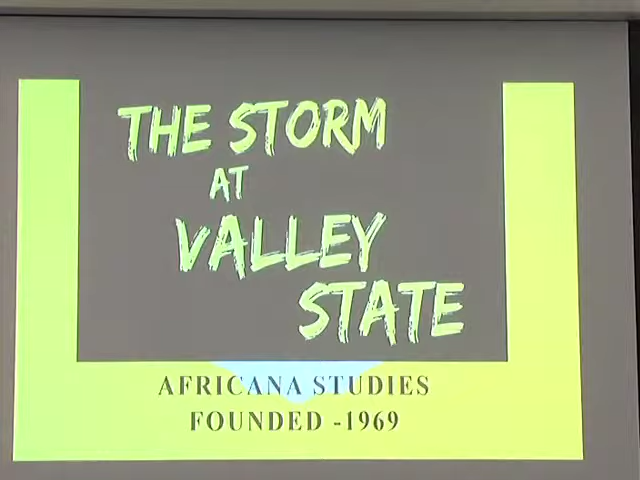 THE STORM
AT
VALLEY
STATE
AFRICANA STUDIES
FOUNDED -1969